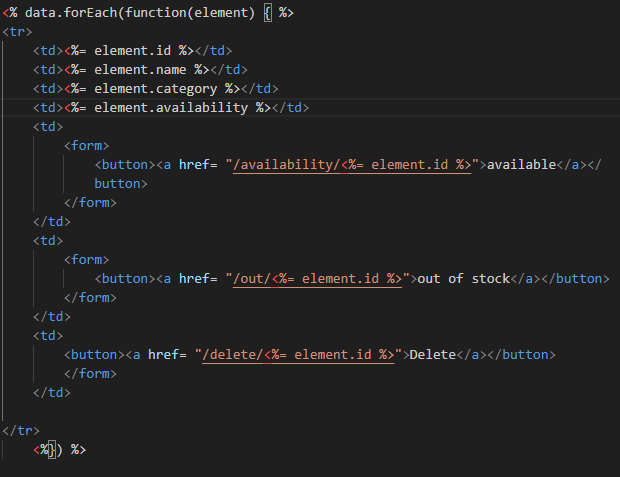 <% data.forEach(function(element) { %>
<tr>
    <td><%= element.id %></td>
    <td><%= element.name %></td>
    <td><%= element.category %></td>
    <td><%= element.availability %></td>
    <td>
        <form>
            <button><a href= "/availability/<%= element.id %>">available</a></
            button>
        </form>
    </td>
    <td>
        <form>
            <button><a href= "/out/<%= element.id %>">out of stock</a></button>
        </form>
    </td>
    <td>
        <button><a href= "/delete/<%= element.id %>">Delete</a></button>
        </form>
    </td>
</tr>
    <%}) %>